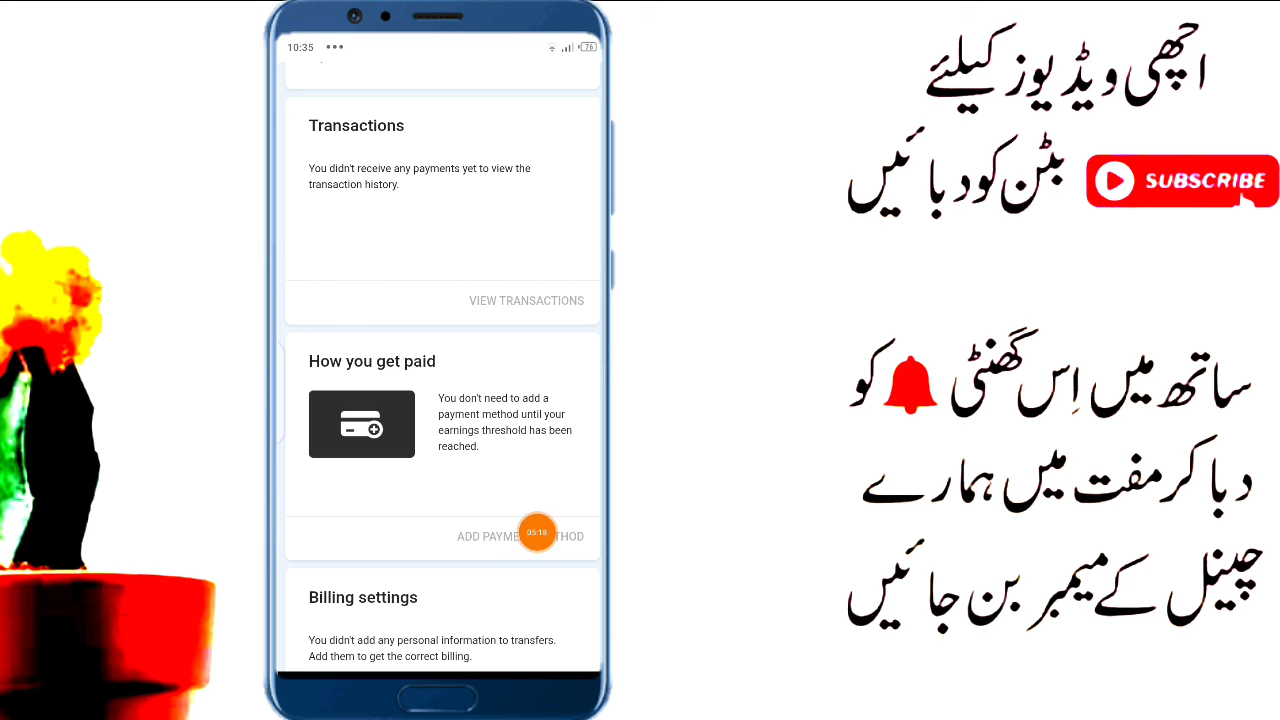 10:35
76
Transactions
You didn't receive any payments yet to view the
transaction history.
VIEW TRANSACTIONS
How you get paid
You don't need to add a
payment method until your
earnings threshold has been
reached.
ADD PAYME THOD
05:18
Billing settings
You didn't add any personal information to transfers.
Add them to get the correct billing.
اچھی ویڈیوز کیلئے
SUBSCRIBE بٹن کو دبائیں
ساتھ میں اِس گھنٹی کو
دبا کر مفت میں ہمارے
چینل کے میمبر بن جائیں